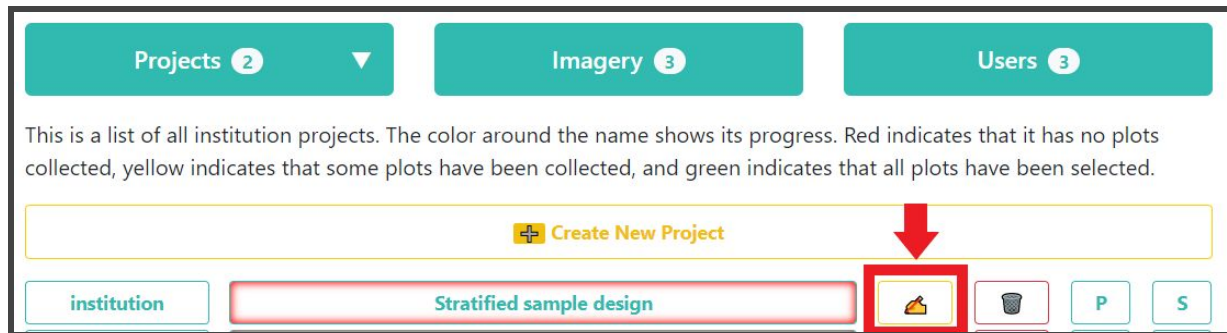 Projects 2 ▼ Imagery 3 Users 3
This is a list of all institution projects. The color around the name shows its progress. Red indicates that it has no plots
collected, yellow indicates that some plots have been collected, and green indicates that all plots have been selected.
Create New Project
institution Stratified sample design P S